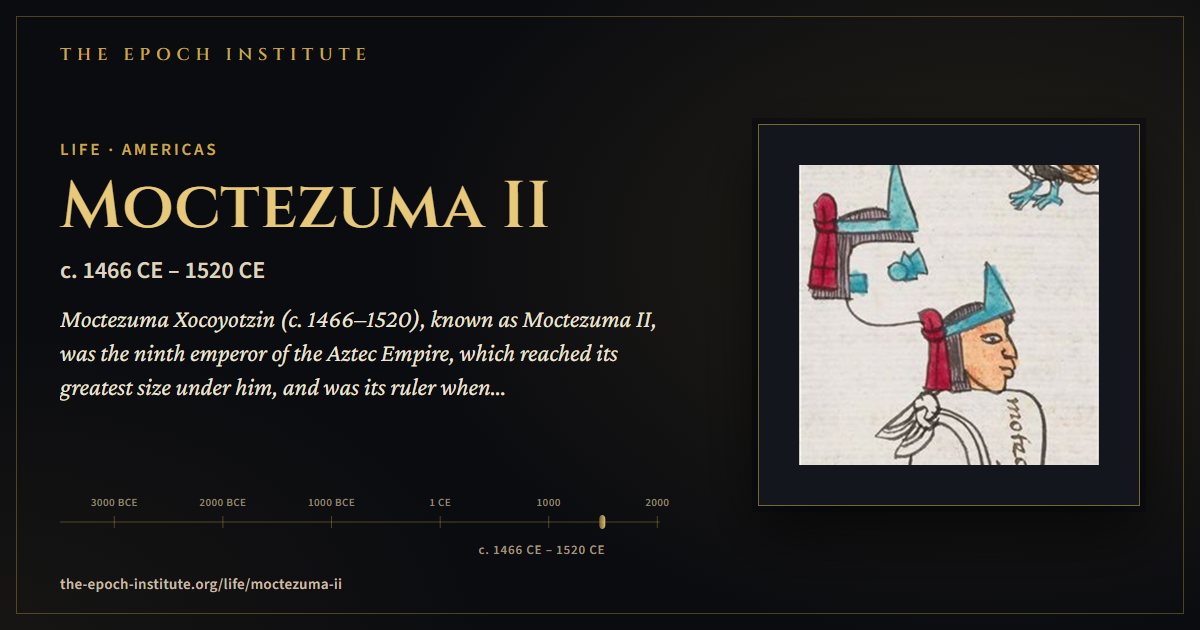 THE EPOCH INSTITUTE
LIFE · AMERICAS
MOCTEZUMA II
c. 1466 CE – 1520 CE
Moctezuma Xocoyotzin (c. 1466–1520), known as Moctezuma II,
was the ninth emperor of the Aztec Empire, which reached its
greatest size under him, and was its ruler when...
3000 BCE 2000 BCE 1000 BCE 1 CE 1000 2000
c. 1466 CE – 1520 CE
the-epoch-institute.org/life/moctezuma-ii